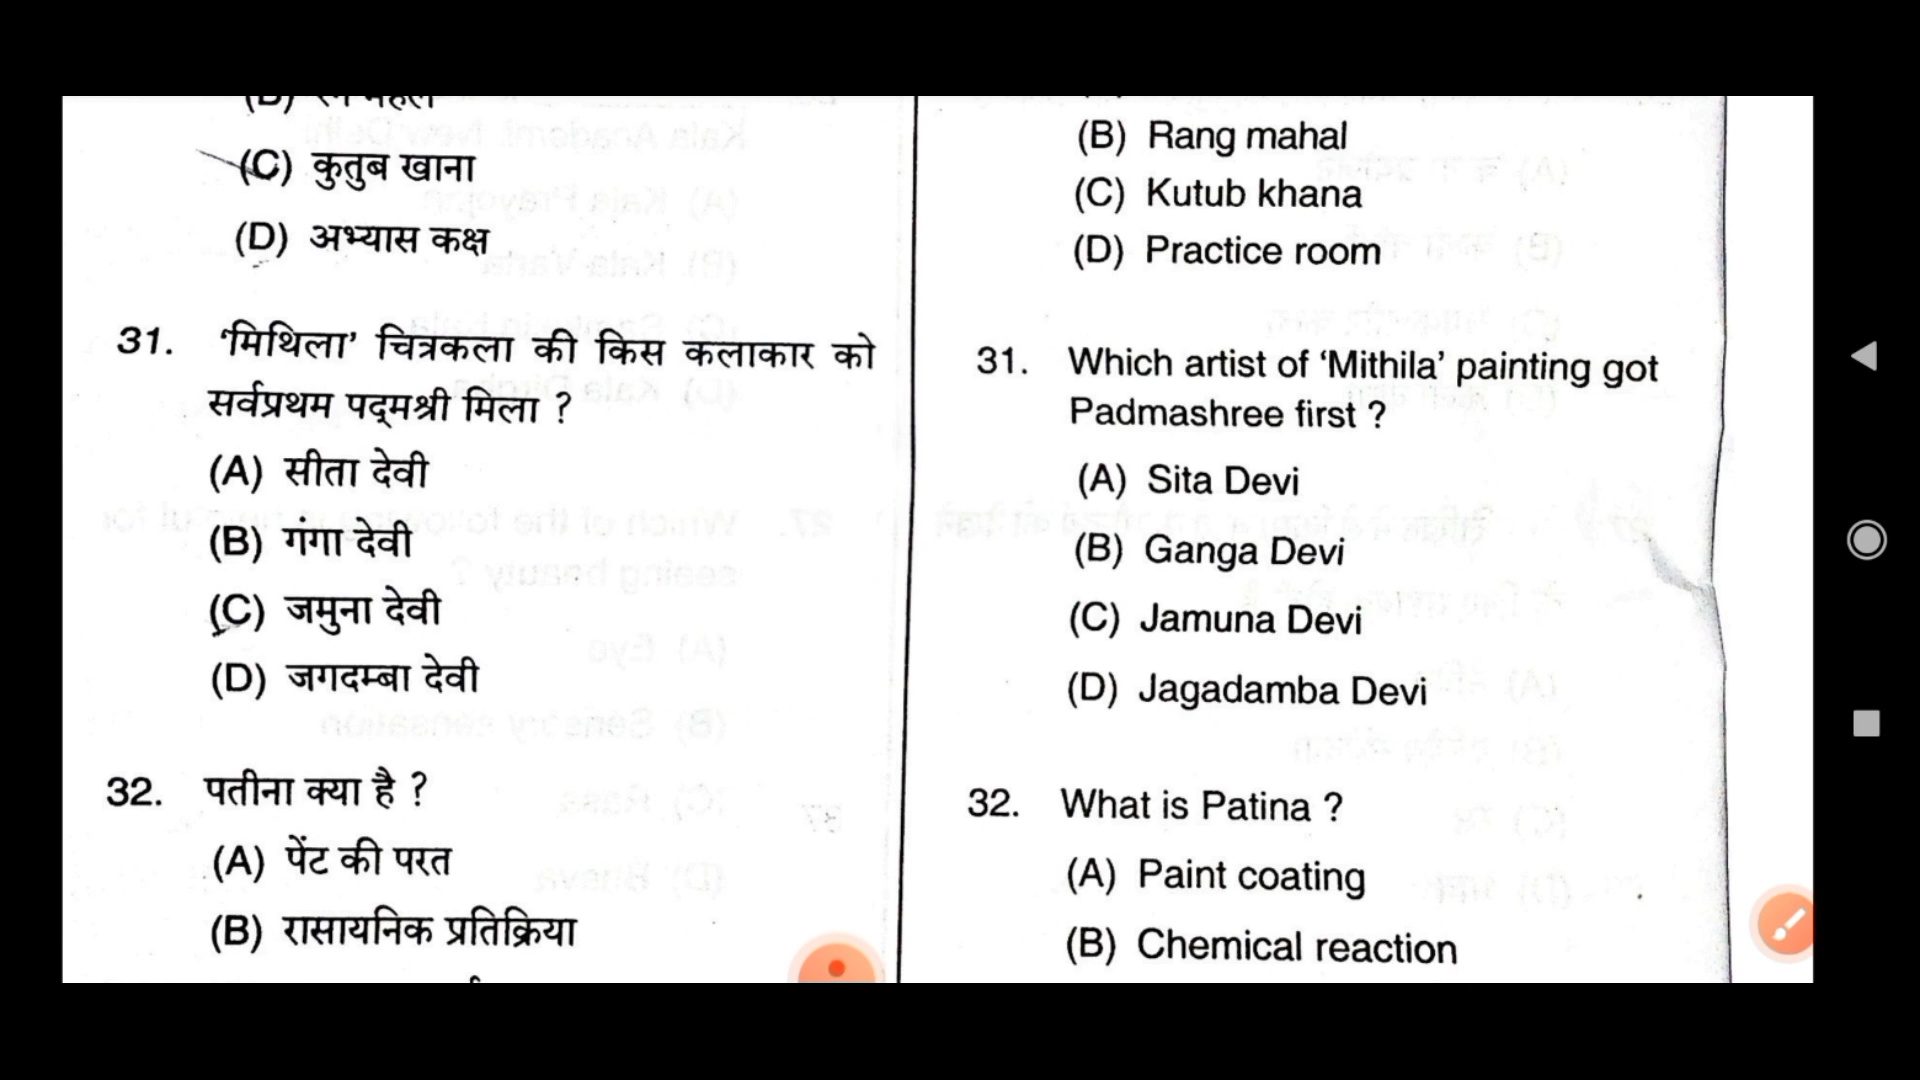 (C) कुतुब खाना
(D) अभ्यास कक्ष
31. ‘मिथिला’ चित्रकला की किस कलाकार को
सर्वप्रथम पद्मश्री मिला ?
(A) सीता देवी
(B) गंगा देवी
(C) जमुना देवी
(D) जगदम्बा देवी
32. पतीना क्या है ?
(A) पेंट की परत
(B) रासायनिक प्रतिक्रिया
(B) Rang mahal
(C) Kutub khana
(D) Practice room
31. Which artist of ‘Mithila’ painting got
Padmashree first ?
(A) Sita Devi
(B) Ganga Devi
(C) Jamuna Devi
(D) Jagadamba Devi
32. What is Patina ?
(A) Paint coating
(B) Chemical reaction